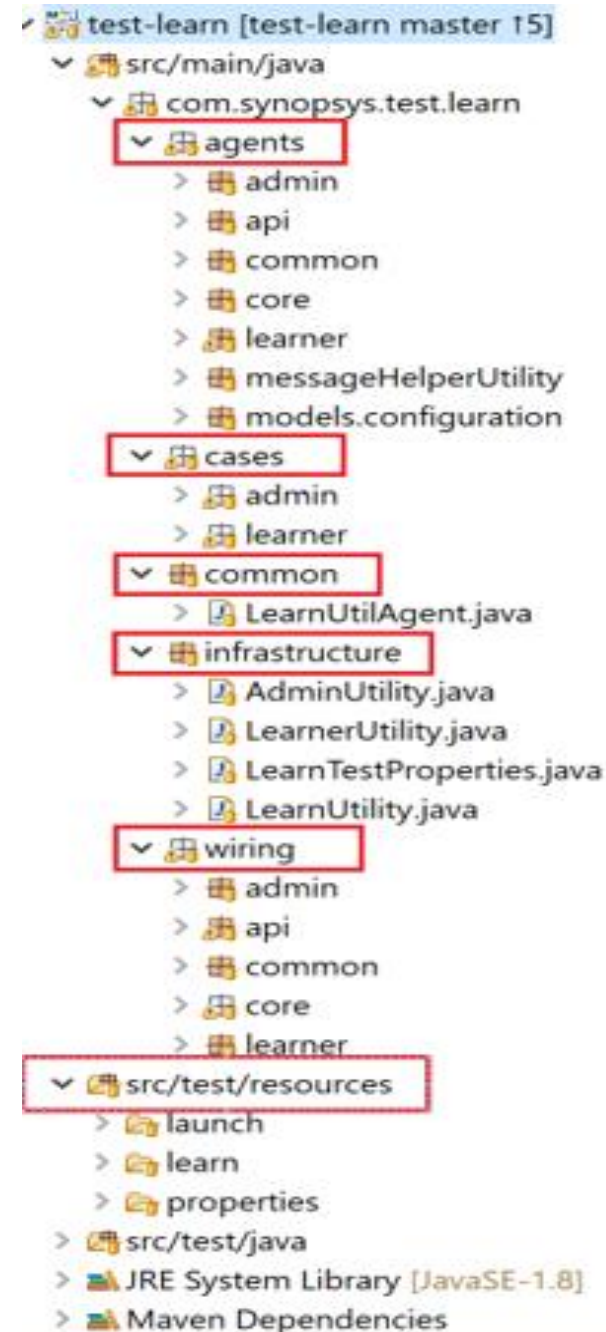 test-learn [test-learn master ↑5]
src/main/java
com.synopsys.test.learn
agents
admin
api
common
core
learner
messageHelperUtility
models.configuration
cases
admin
learner
common
LearnUtilAgent.java
infrastructure
AdminUtility.java
LearnerUtility.java
LearnTestProperties.java
LearnUtility.java
wiring
admin
api
common
core
learner
src/test/resources
launch
learn
properties
src/test/java
JRE System Library [JavaSE-1.8]
Maven Dependencies